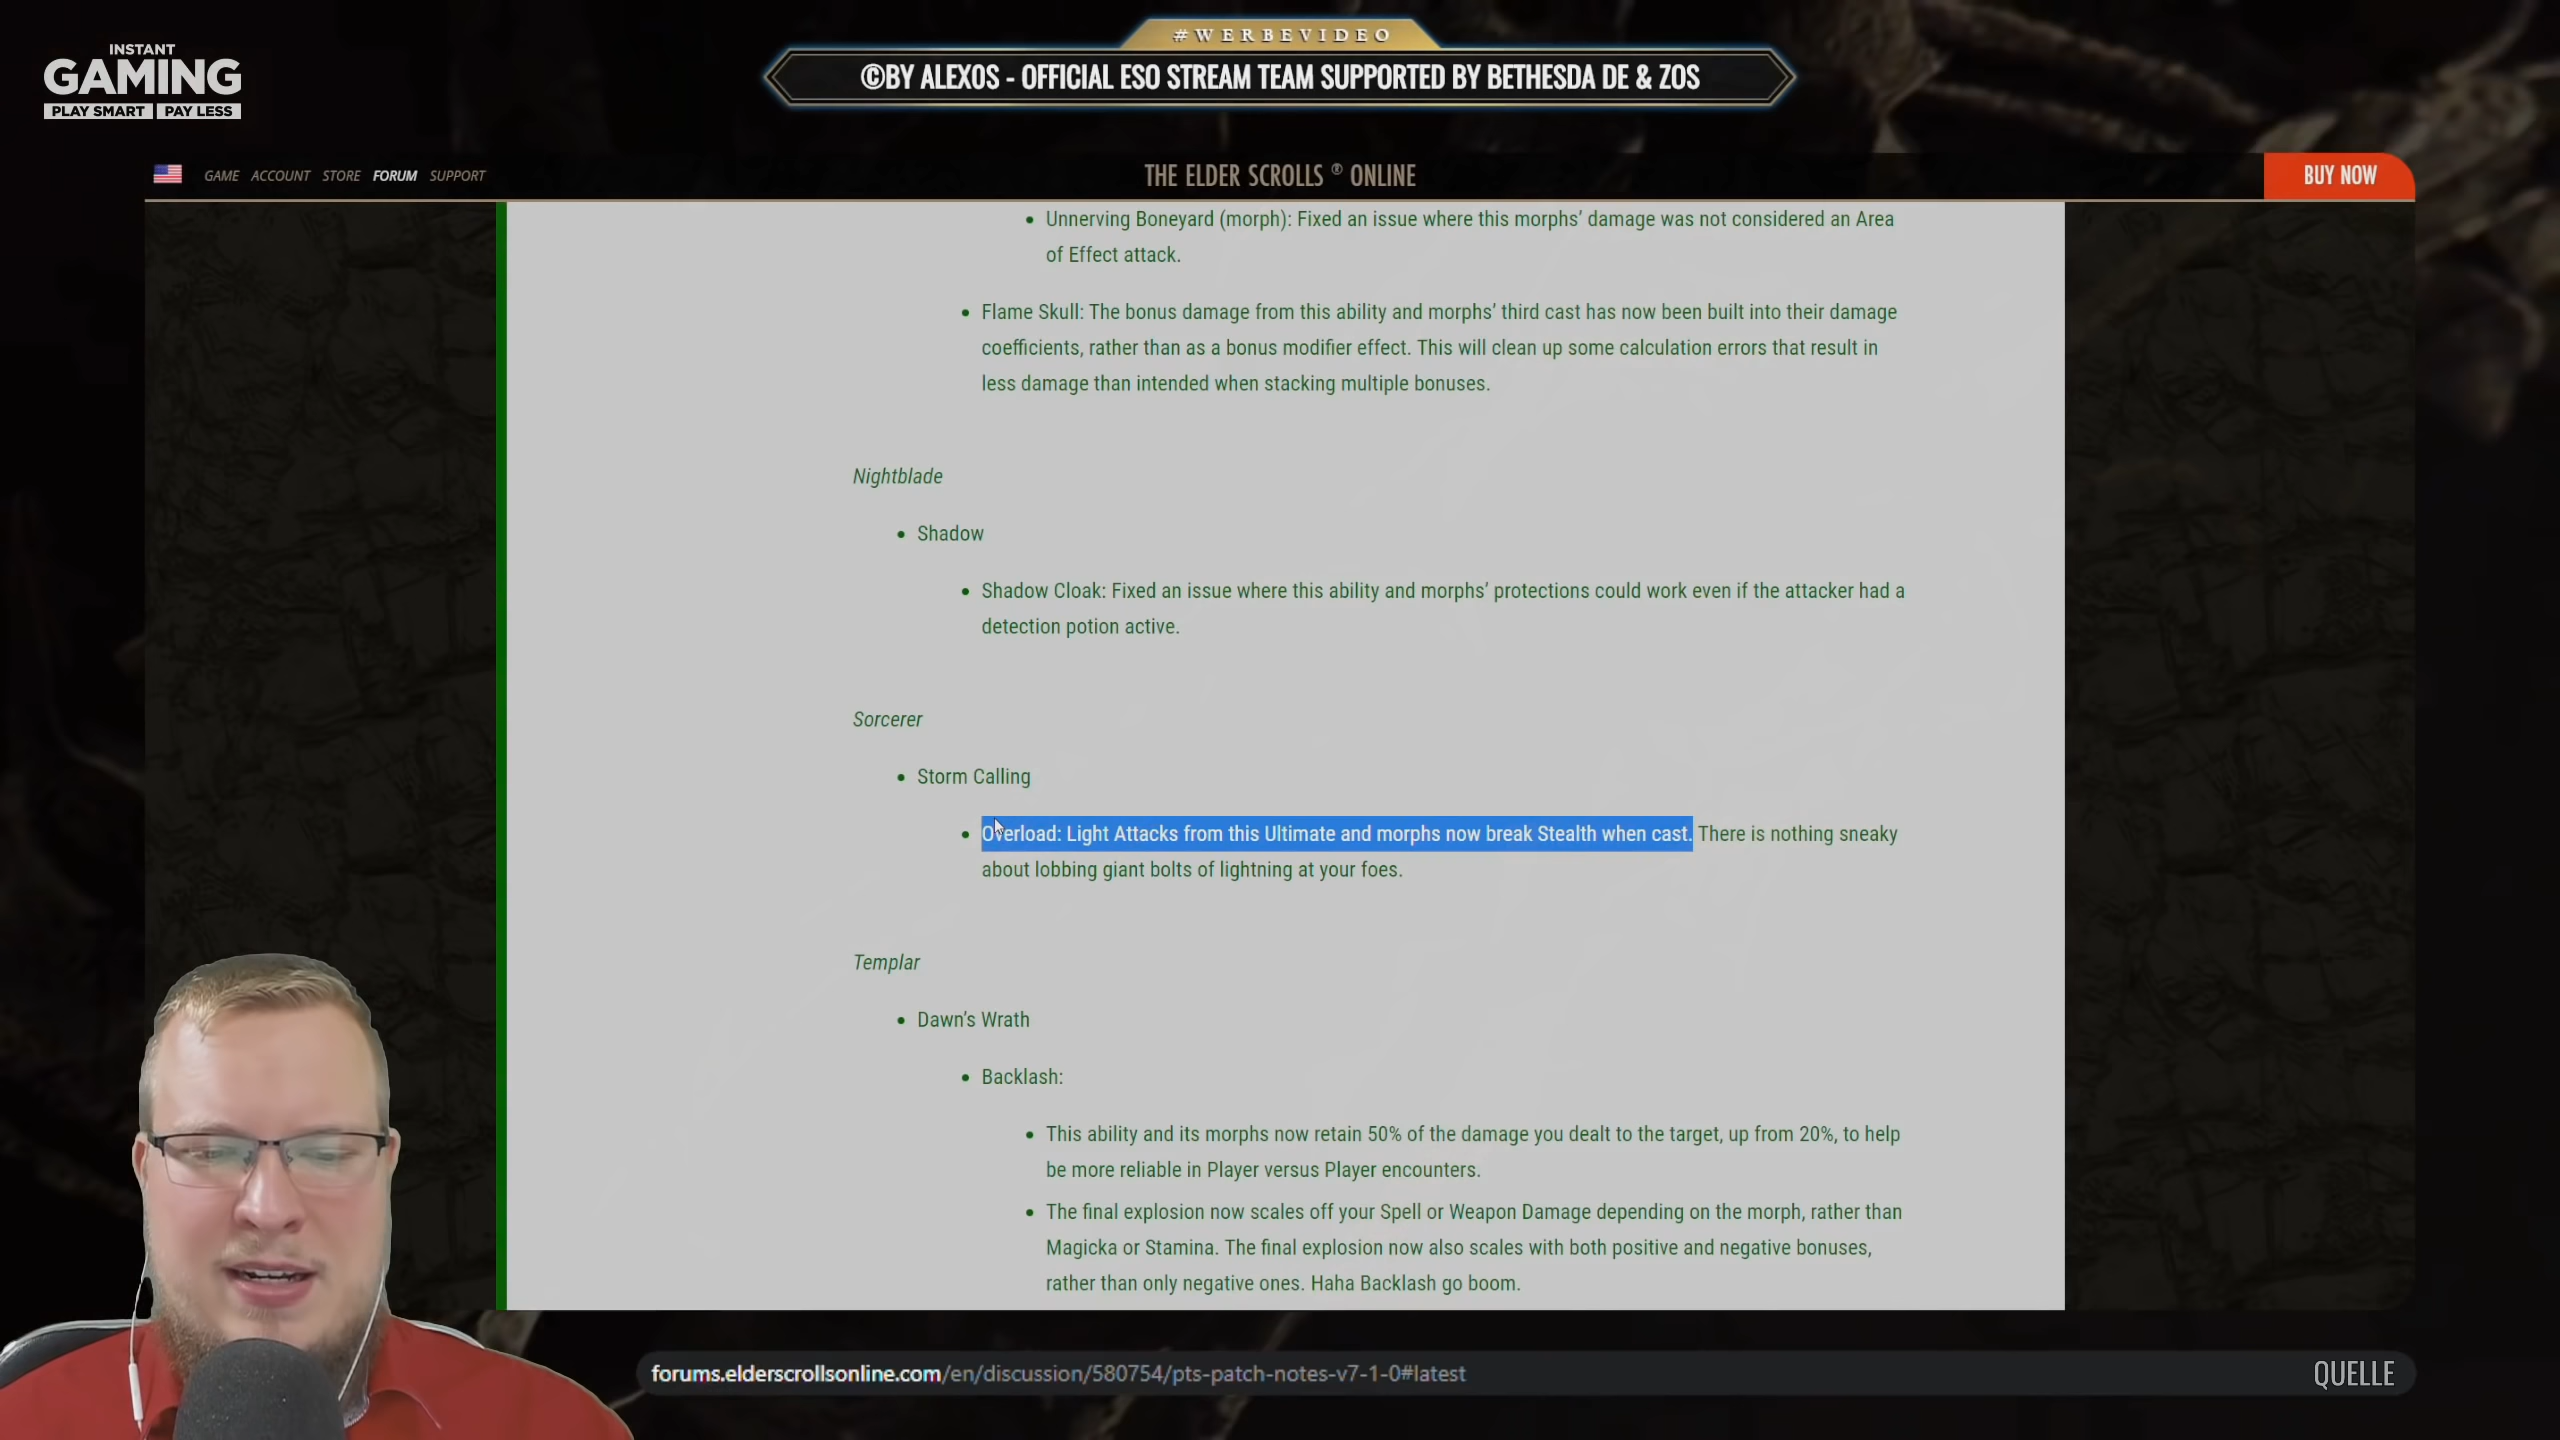 #WERBEVIDEO
©BY ALEXOS - OFFICIAL ESO STREAM TEAM SUPPORTED BY BETHESDA DE & ZOS
INSTANT
GAMING
PLAY SMART PAY LESS
GAME ACCOUNT STORE FORUM SUPPORT
THE ELDER SCROLLS ® ONLINE
BUY NOW
• Unnerving Boneyard (morph): Fixed an issue where this morphs’ damage was not considered an Area
of Effect attack.
• Flame Skull: The bonus damage from this ability and morphs’ third cast has now been built into their damage
coefficients, rather than as a bonus modifier effect. This will clean up some calculation errors that result in
less damage than intended when stacking multiple bonuses.
Nightblade
• Shadow
• Shadow Cloak: Fixed an issue where this ability and morphs’ protections could work even if the attacker had a
detection potion active.
Sorcerer
• Storm Calling
• Overload: Light Attacks from this Ultimate and morphs now break Stealth when cast. There is nothing sneaky
about lobbing giant bolts of lightning at your foes.
Templar
• Dawn’s Wrath
• Backlash:
• This ability and its morphs now retain 50% of the damage you dealt to the target, up from 20%, to help
be more reliable in Player versus Player encounters.
• The final explosion now scales off your Spell or Weapon Damage depending on the morph, rather than
Magicka or Stamina. The final explosion now also scales with both positive and negative bonuses,
rather than only negative ones. Haha Backlash go boom.
forums.elderscrollsonline.com/en/discussion/580754/pts-patch-notes-v7-1-0#latest
QUELLE